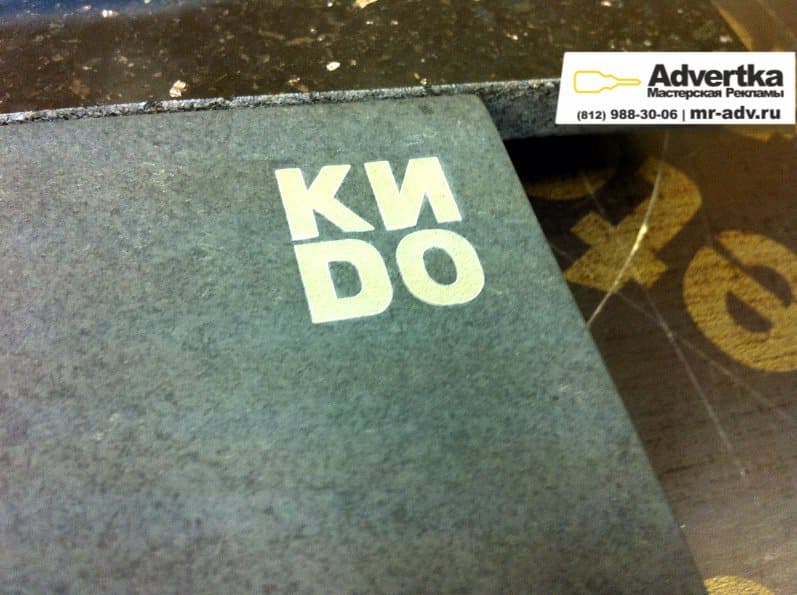 Advertka
Мастерская Рекламы
(812) 988-30-06 | mr-adv.ru
КИ
DO